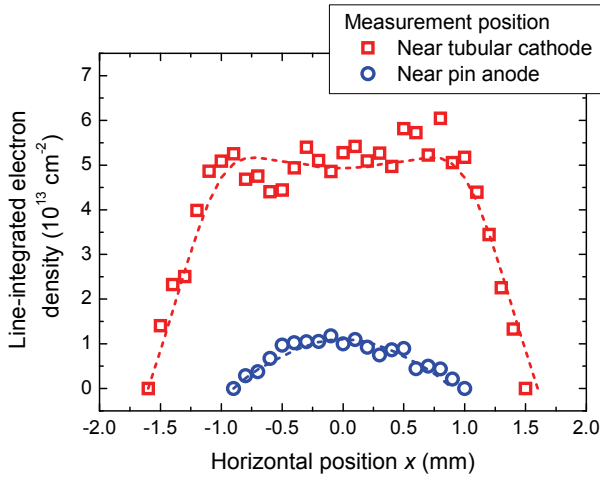 Measurement position
Near tubular cathode
Near pin anode
7
6
5
4
3
2
1
0
Line-integrated electron
density (10¹³ cm⁻²)
-2.0 -1.5 -1.0 -0.5 0.0 0.5 1.0 1.5 2.0
Horizontal position x (mm)